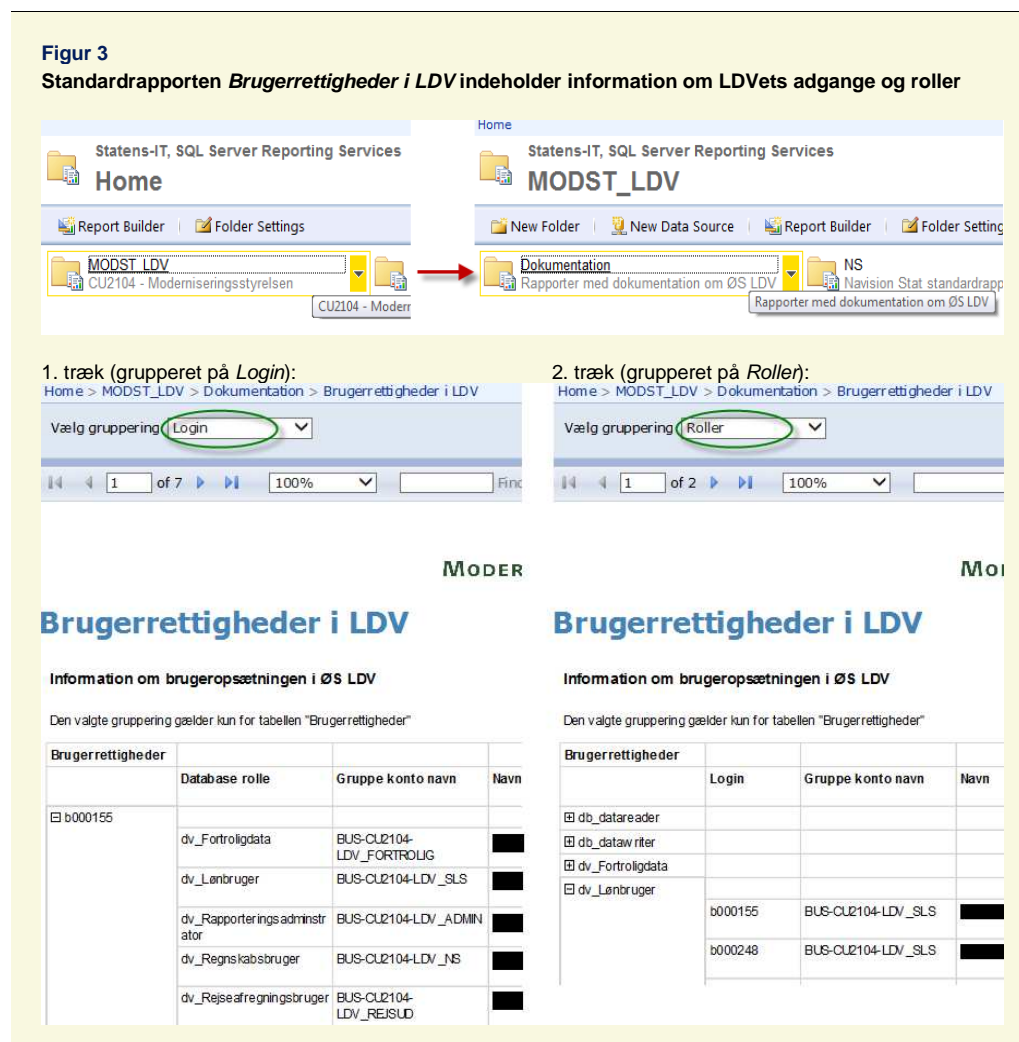 Figur 3
Standardrapporten Brugerrettigheder i LDV indeholder information om LDVets adgange og roller
Statens-IT, SQL Server Reporting Services
Home
Report Builder | Folder Settings
MODST_LDV
CU2104 - Moderniseringsstyrelsen
CU2104 - Modern
Home
Statens-IT, SQL Server Reporting Services
MODST_LDV
New Folder | New Data Source | Report Builder | Folder Setting
Dokumentation
Rapporter med dokumentation om ØS LDV
NS
Navision Stat standardrapp
Rapporter med dokumentation om ØS LDV
1. træk (grupperet på Login):
Home > MODST_LDV > Dokumentation > Brugerrettigheder i LDV
Vælg gruppering Login
1 of 7 100% Find
MODER
Brugerrettigheder i LDV
Information om brugeropsætningen i ØS LDV
Den valgte gruppering gælder kun for tabellen "Brugerrettigheder"
Brugerrettigheder
Database rolle Gruppe konto navn Navn
b000155
dv_Fortroligdata BUS-CU2104-
LDV_FORTROLIG
dv_Lønbruger BUS-CU2104-LDV_SLS
dv_Rapporteringsadministr BUS-CU2104-LDV_ADMIN
ator
dv_Regnskabsbruger BUS-CU2104-LDV_NS
dv_Rejseafregningsbruger BUS-CU2104-
LDV_REJSUD
2. træk (grupperet på Roller):
Home > MODST_LDV > Dokumentation > Brugerrettigheder i LDV
Vælg gruppering Roller
1 of 2 100%
MO
Brugerrettigheder i LDV
Information om brugeropsætningen i ØS LDV
Den valgte gruppering gælder kun for tabellen "Brugerrettigheder"
Brugerrettigheder
Login Gruppe konto navn Navn
db_datareader
db_datawriter
dv_Fortroligdata
dv_Lønbruger
b000155 BUS-CU2104-LDV_SLS
b000248 BUS-CU2104-LDV_SLS